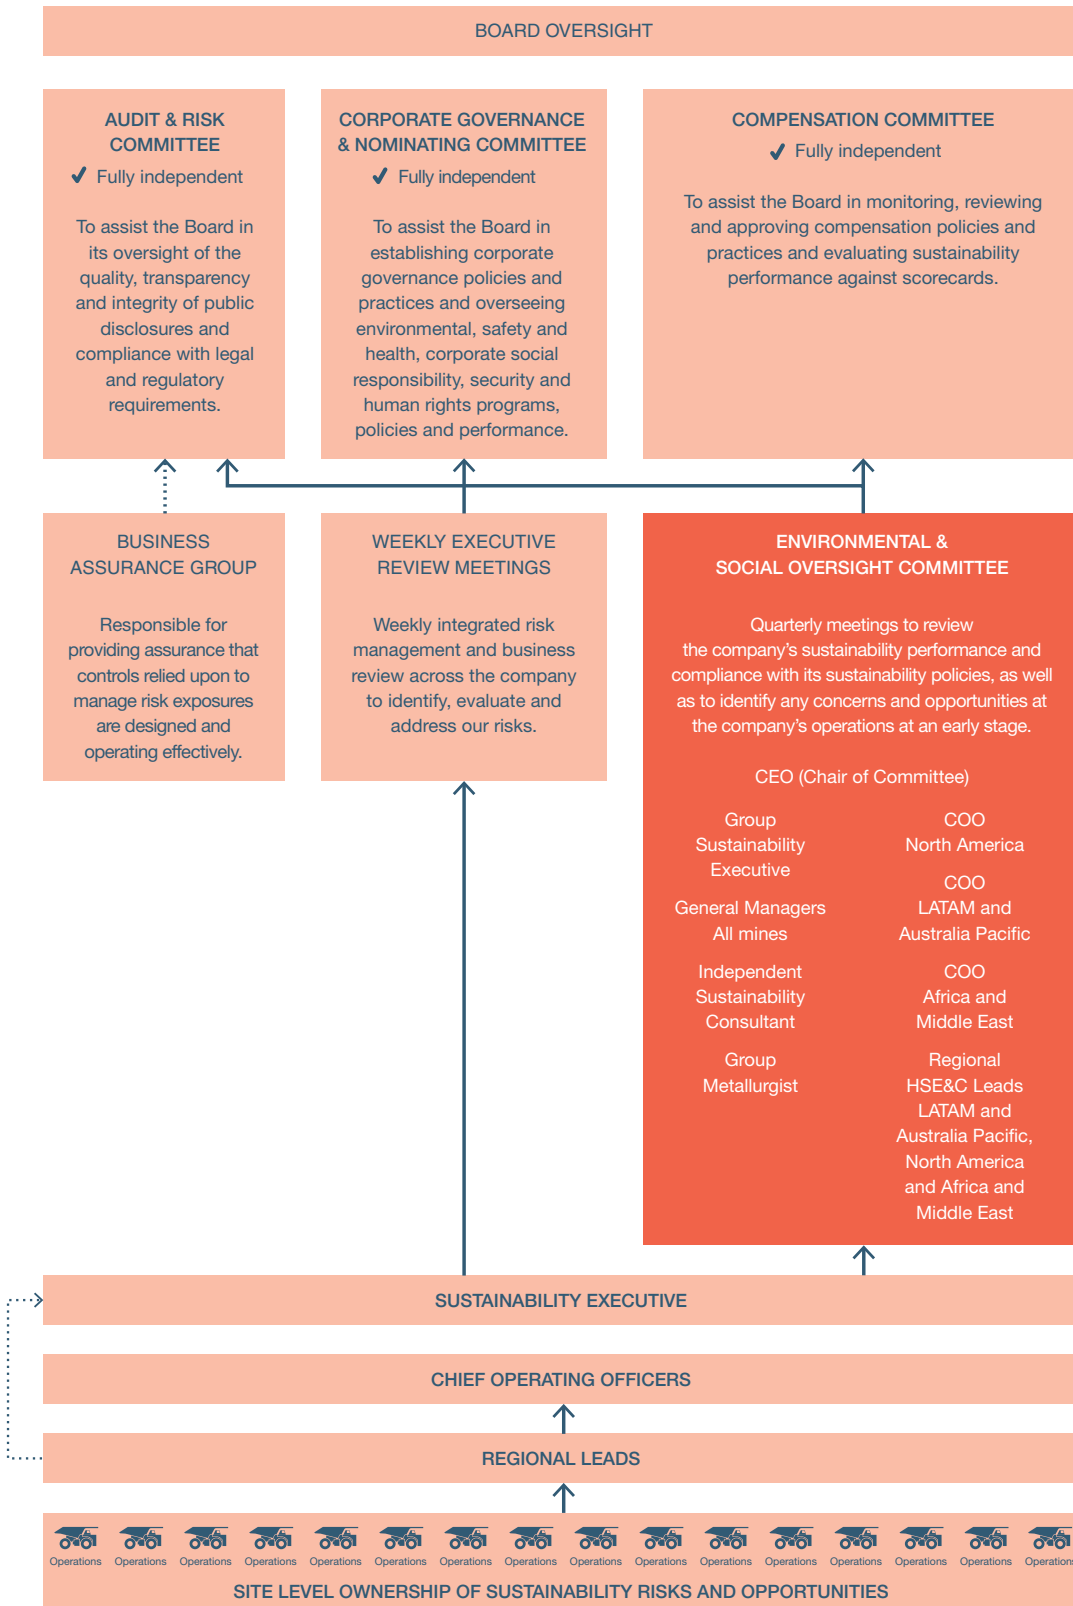 BOARD OVERSIGHT
AUDIT & RISK
COMMITTEE
✔ Fully independent
To assist the Board in
its oversight of the
quality, transparency
and integrity of public
disclosures and
compliance with legal
and regulatory
requirements.
CORPORATE GOVERNANCE
& NOMINATING COMMITTEE
✔ Fully independent
To assist the Board in
establishing corporate
governance policies and
practices and overseeing
environmental, safety and
health, corporate social
responsibility, security and
human rights programs,
policies and performance.
COMPENSATION COMMITTEE
✔ Fully independent
To assist the Board in monitoring, reviewing
and approving compensation policies and
practices and evaluating sustainability
performance against scorecards.
BUSINESS
ASSURANCE GROUP
Responsible for
providing assurance that
controls relied upon to
manage risk exposures
are designed and
operating effectively.
WEEKLY EXECUTIVE
REVIEW MEETINGS
Weekly integrated risk
management and business
review across the company
to identify, evaluate and
address our risks.
ENVIRONMENTAL &
SOCIAL OVERSIGHT COMMITTEE
Quarterly meetings to review
the company's sustainability performance and
compliance with its sustainability policies, as well
as to identify any concerns and opportunities at
the company's operations at an early stage.
CEO (Chair of Committee)
Group
Sustainability
Executive
General Managers
All mines
Independent
Sustainability
Consultant
Group
Metallurgist
COO
North America
COO
LATAM and
Australia Pacific
COO
Africa and
Middle East
Regional
HSE&C Leads
LATAM and
Australia Pacific,
North America
and Africa and
Middle East
SUSTAINABILITY EXECUTIVE
CHIEF OPERATING OFFICERS
REGIONAL LEADS
Operations Operations Operations Operations Operations Operations Operations Operations Operations Operations Operations Operations Operations Operations Operations Operations
SITE LEVEL OWNERSHIP OF SUSTAINABILITY RISKS AND OPPORTUNITIES